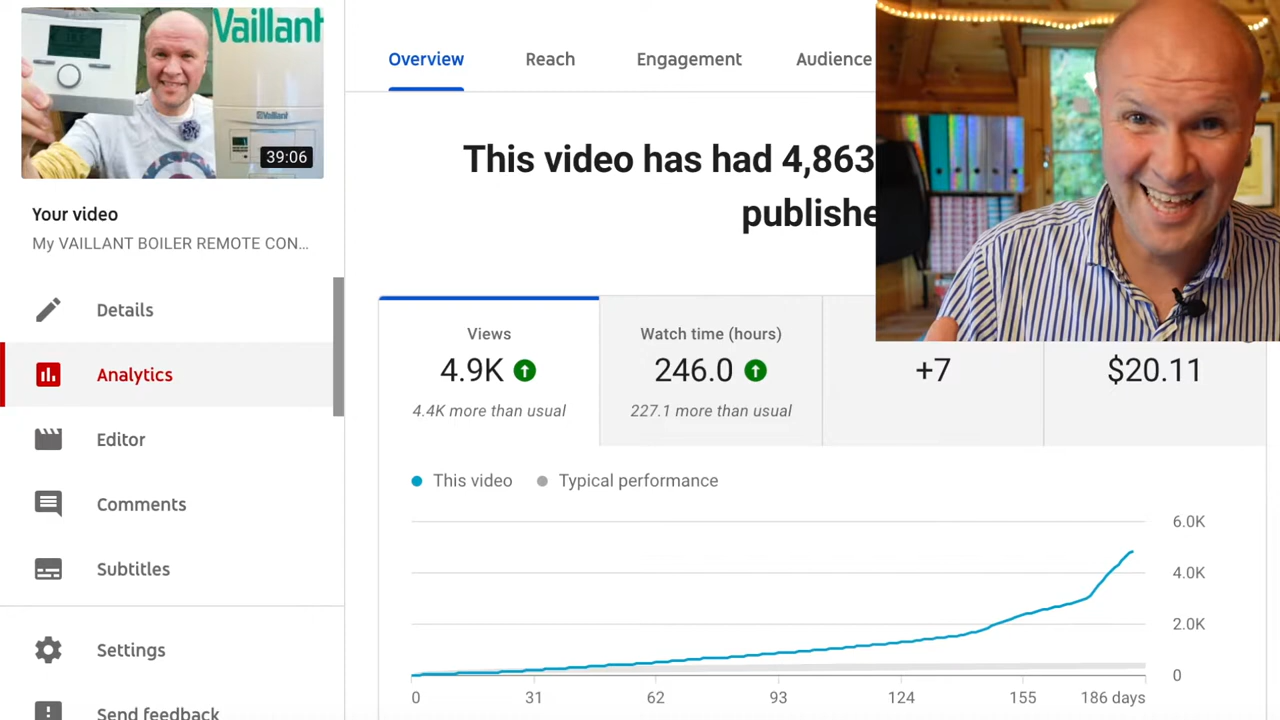 Vaillant
Vaillant
39:06
Your video
My VAILLANT BOILER REMOTE CON...
Details
Analytics
Editor
Comments
Subtitles
Settings
Send feedback
Overview
Reach
Engagement
Audience
This video has had 4,863
publishe
Views
4.9K
4.4K more than usual
Watch time (hours)
246.0
227.1 more than usual
+7
$20.11
This video
Typical performance
6.0K
4.0K
2.0K
0
0
31
62
93
124
155
186 days